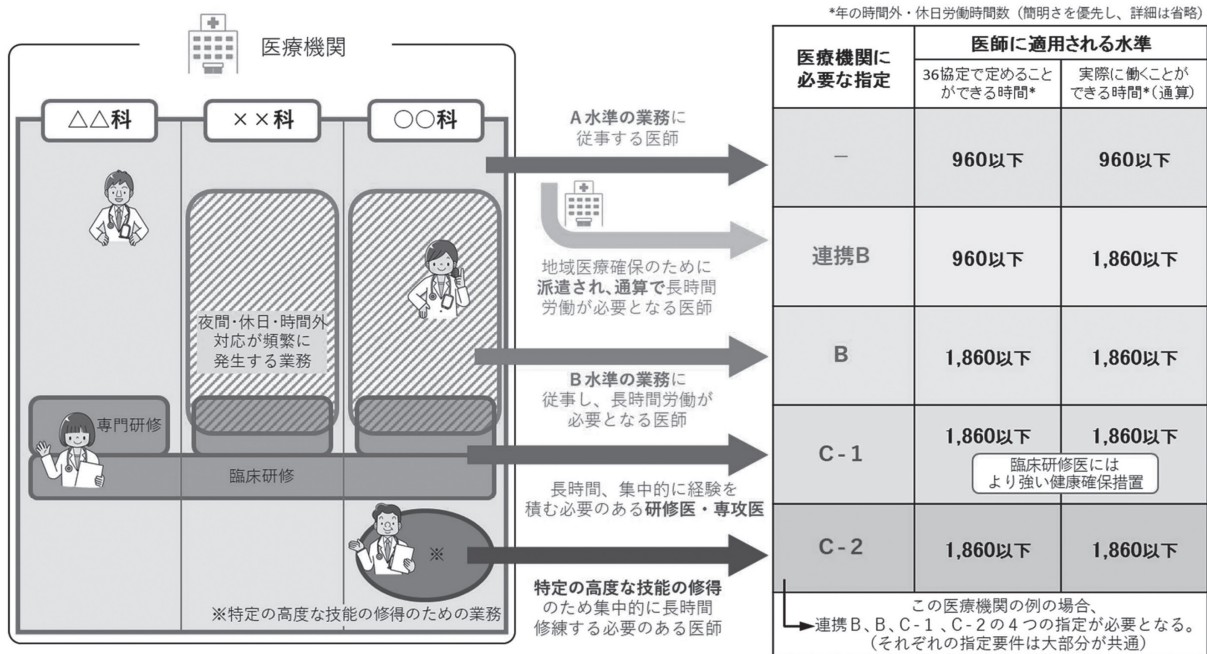 *年の時間外・休日労働時間数（簡明さを優先し、詳細は省略）
医療機関
△△科
××科
○○科
夜間・休日・時間外
対応が頻繁に
発生する業務
専門研修
臨床研修
※
※特定の高度な技能の修得のための業務
A水準の業務に
従事する医師
地域医療確保のために
派遣され、通算で長時間
労働が必要となる医師
B水準の業務に
従事し、長時間労働が
必要となる医師
長時間、集中的に経験を
積む必要のある研修医・専攻医
特定の高度な技能の修得
のため集中的に長時間
修練する必要のある医師
医療機関に
必要な指定
医師に適用される水準
36協定で定めること
ができる時間*
実際に働くことが
できる時間*(通算)
－
960以下
960以下
連携B
960以下
1,860以下
B
1,860以下
1,860以下
C-1
1,860以下
1,860以下
臨床研修医には
より強い健康確保措置
C-2
1,860以下
1,860以下
この医療機関の例の場合、
連携B、B、C-1、C-2の4つの指定が必要となる。
（それぞれの指定要件は大部分が共通）